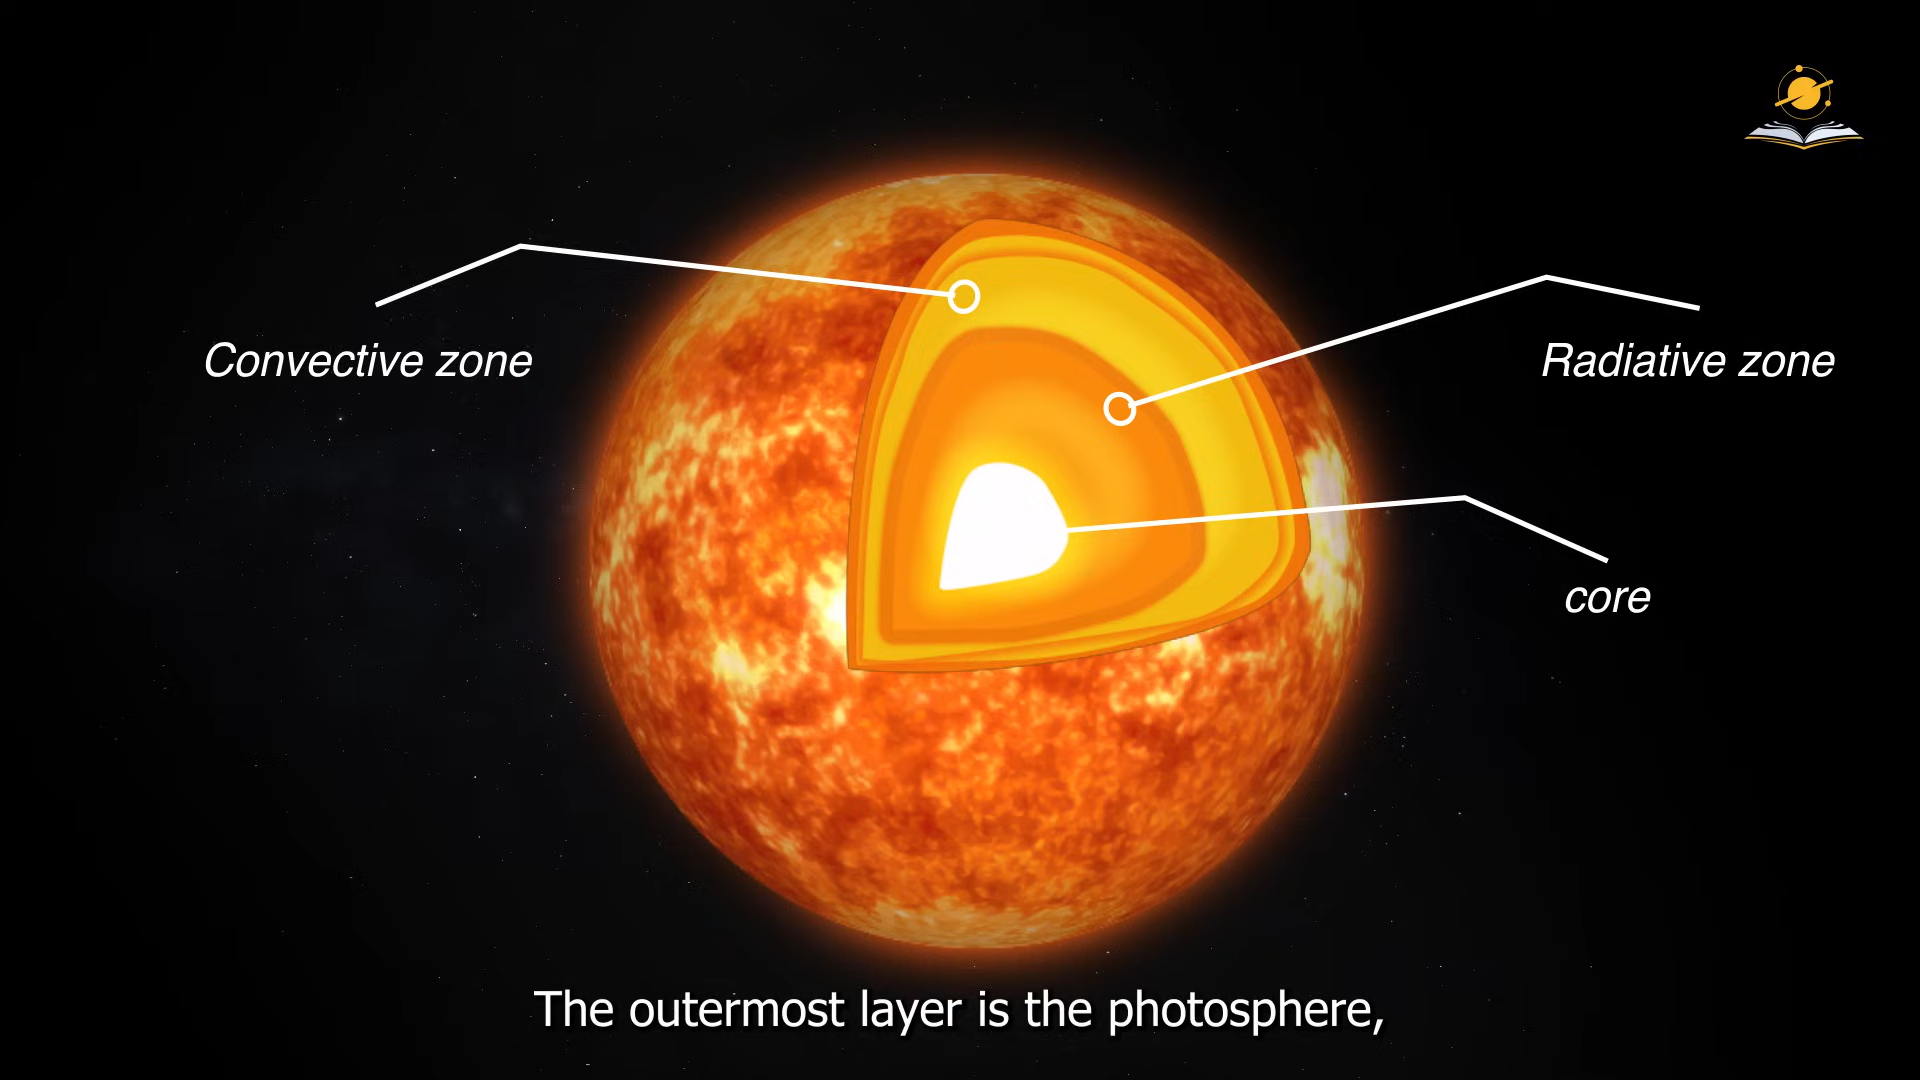 Convective zone
Radiative zone
core
The outermost layer is the photosphere,